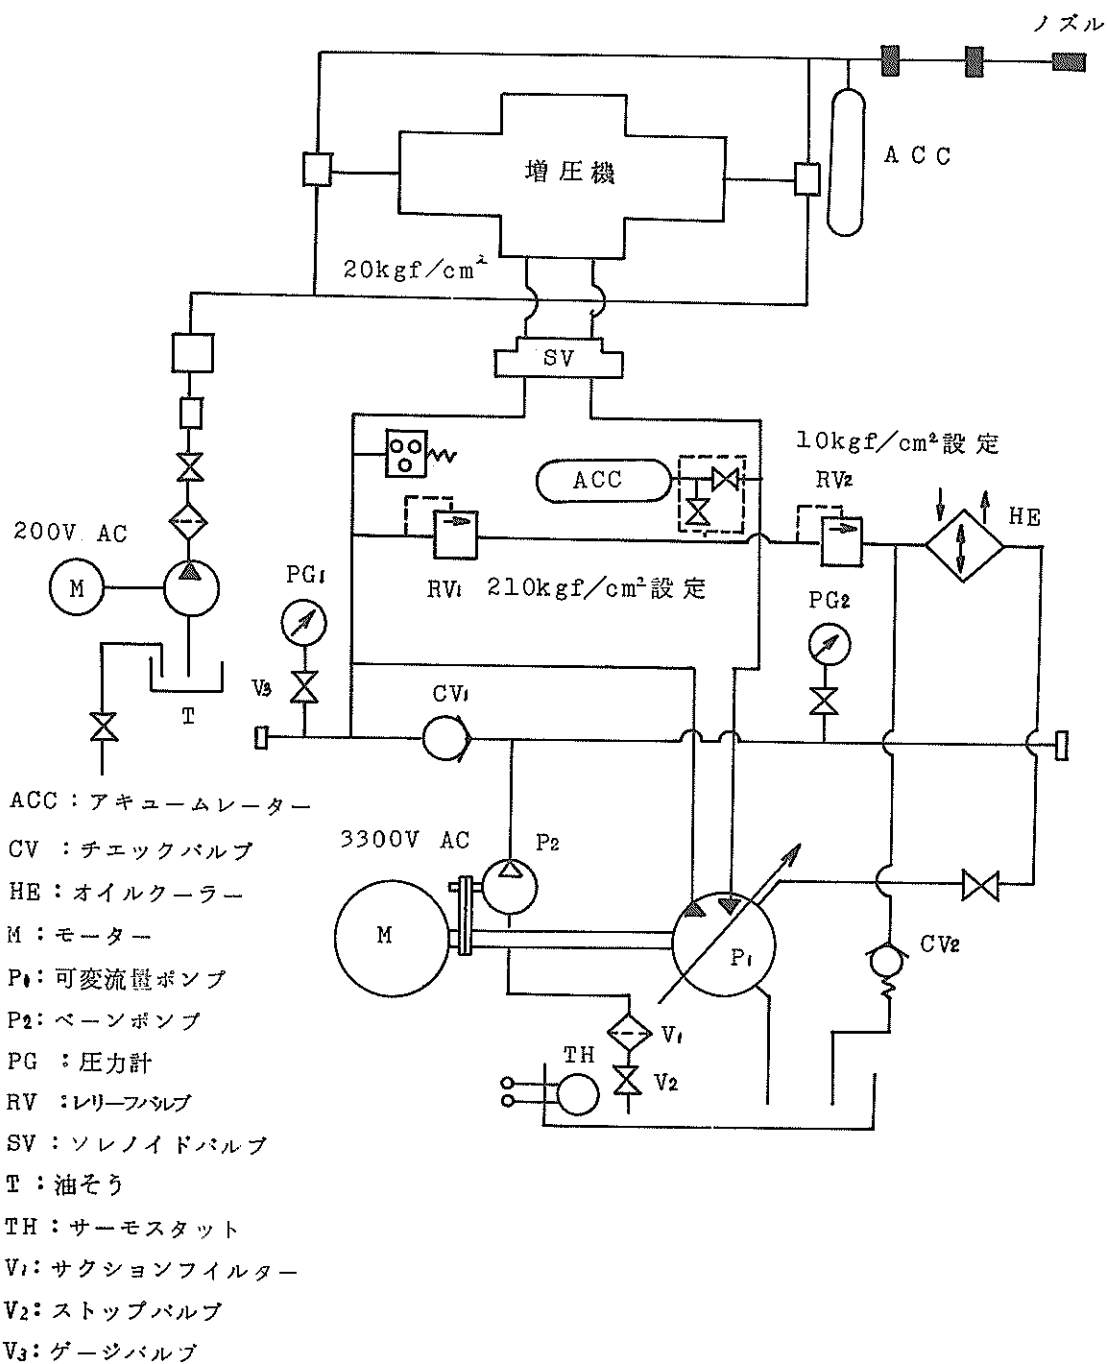 ノズル
ACC
増圧機
20kgf/cm²
SV
10kgf/cm²設定
ACC
RV₂
HE
200V AC
M
PG₁
RV₁ 210kgf/cm²設定
PG₂
V₃
CV₁
T
ACC：アキュームレーター
CV：チエックバルブ
HE：オイルクーラー
M：モーター
P₁：可変流量ポンプ
P₂：ベーンポンプ
PG：圧力計
RV：レリーフバルブ
SV：ソレノイドバルブ
T：油そう
TH：サーモスタット
V₁：サクションフイルター
V₂：ストップバルブ
V₃：ゲージバルブ
3300V AC
P₂
M
P₁
CV₂
V₁
TH
V₂